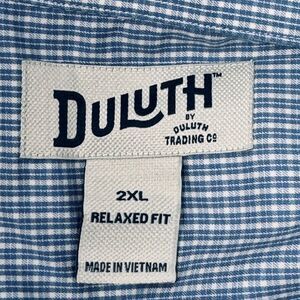 DULUTH™
BY
DULUTH
TRADING CO
2XL
RELAXED FIT
MADE IN VIETNAM